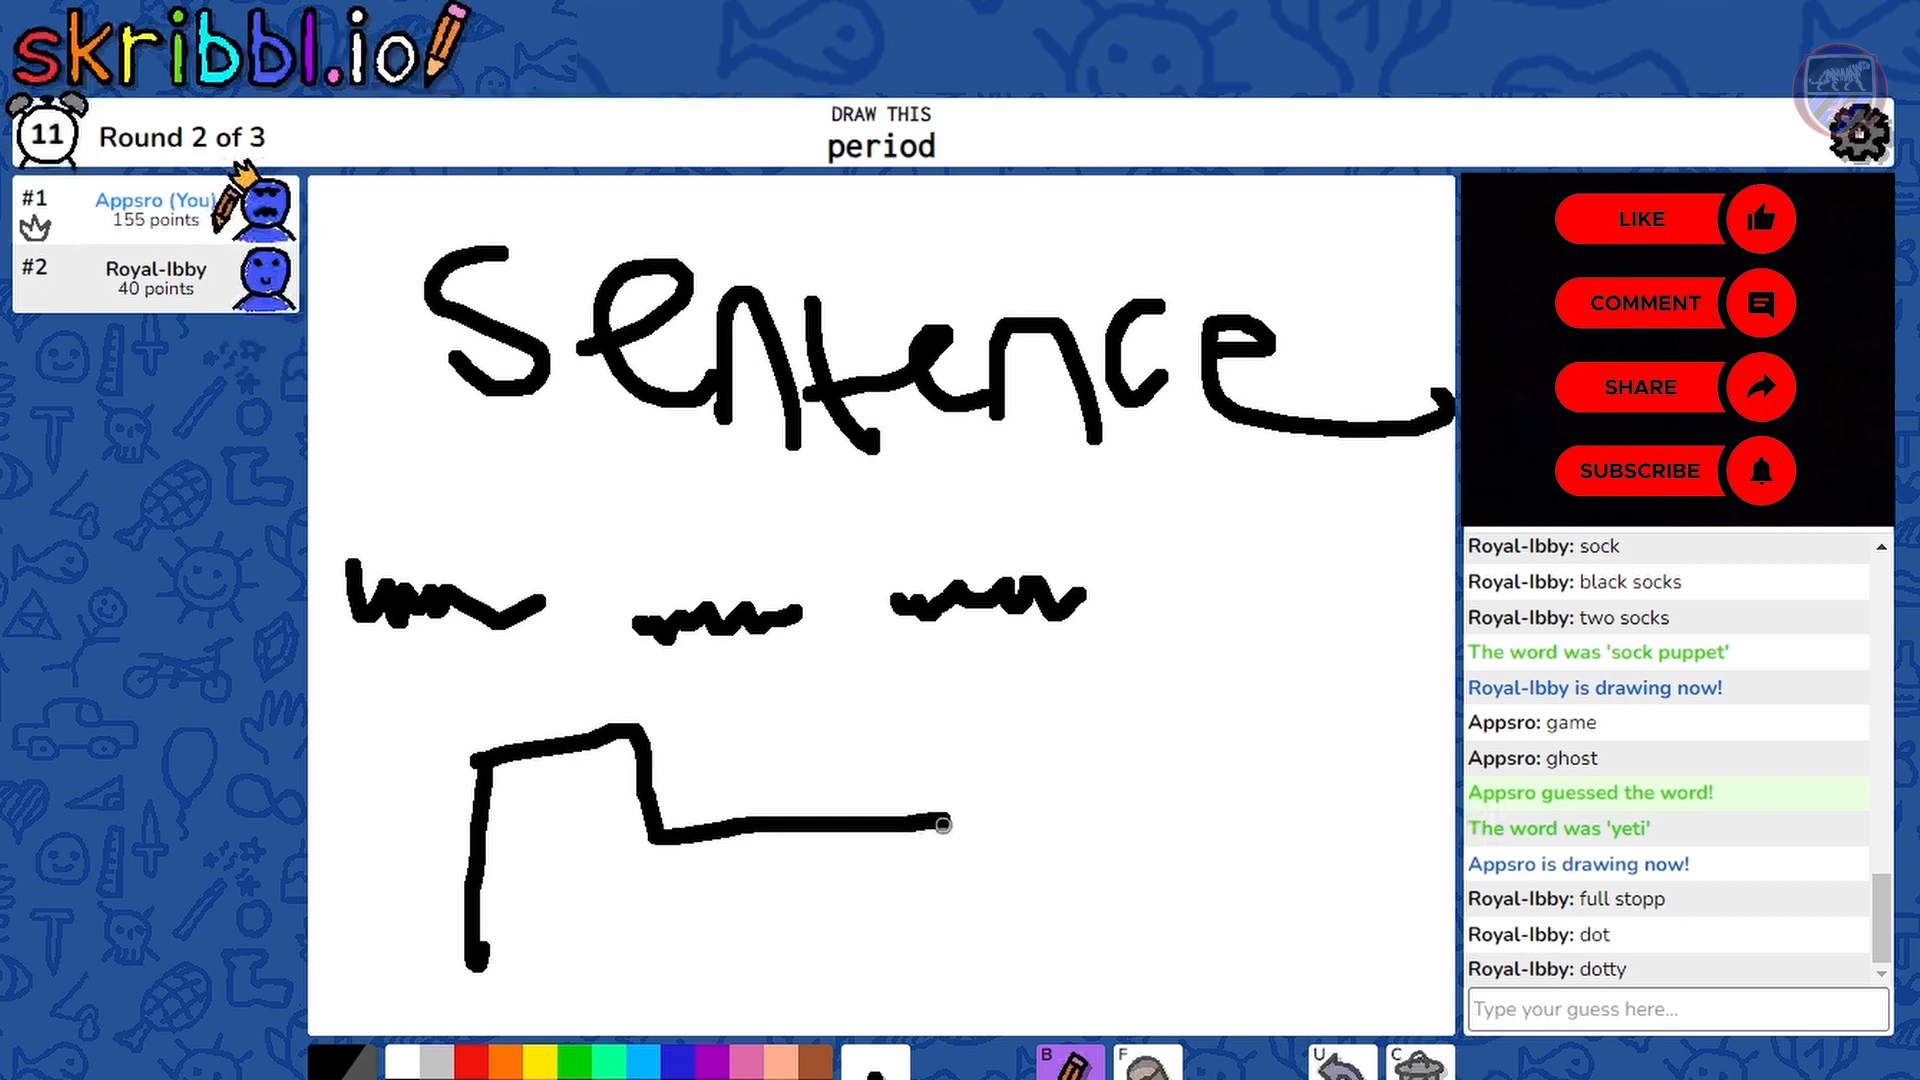 skribbl.io
11
Round 2 of 3
DRAW THIS
period
#1
Appsro (You)
155 points
#2
Royal-Ibby
40 points
Sentence
LIKE
COMMENT
SHARE
SUBSCRIBE
Royal-Ibby: sock
Royal-Ibby: black socks
Royal-Ibby: two socks
The word was 'sock puppet'
Royal-Ibby is drawing now!
Appsro: game
Appsro: ghost
Appsro guessed the word!
The word was 'yeti'
Appsro is drawing now!
Royal-Ibby: full stopp
Royal-Ibby: dot
Royal-Ibby: dotty
Type your guess here...
B
F
U
C